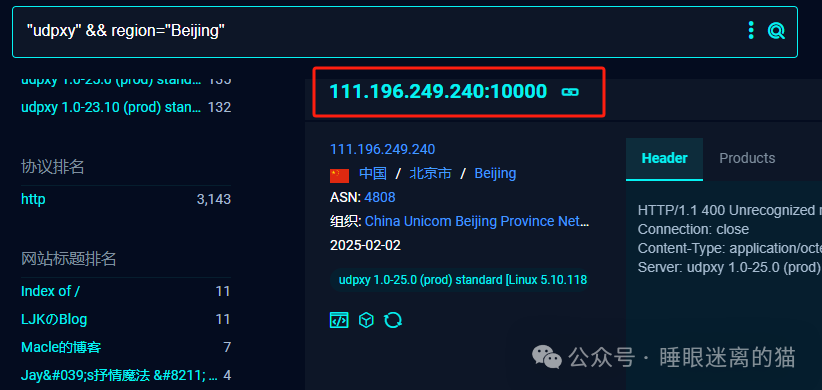 "udpxy" && region="Beijing"
udpxy 1.0-25.0 (prod) stand... 135
udpxy 1.0-23.10 (prod) stan... 132
协议排名
http 3,143
网站标题排名
Index of / 11
LJKのBlog 11
Macle的博客 7
Jay&#039;s抒情魔法 &#8211; ... 4
111.196.249.240:10000
111.196.249.240
中国 / 北京市 / Beijing
ASN: 4808
组织: China Unicom Beijing Province Net...
2025-02-02
udpxy 1.0-25.0 (prod) standard [Linux 5.10.118
Header Products
HTTP/1.1 400 Unrecognized
Connection: close
Content-Type: application/octe
Server: udpxy 1.0-25.0 (prod)
公众号 · 睡眼迷离的猫